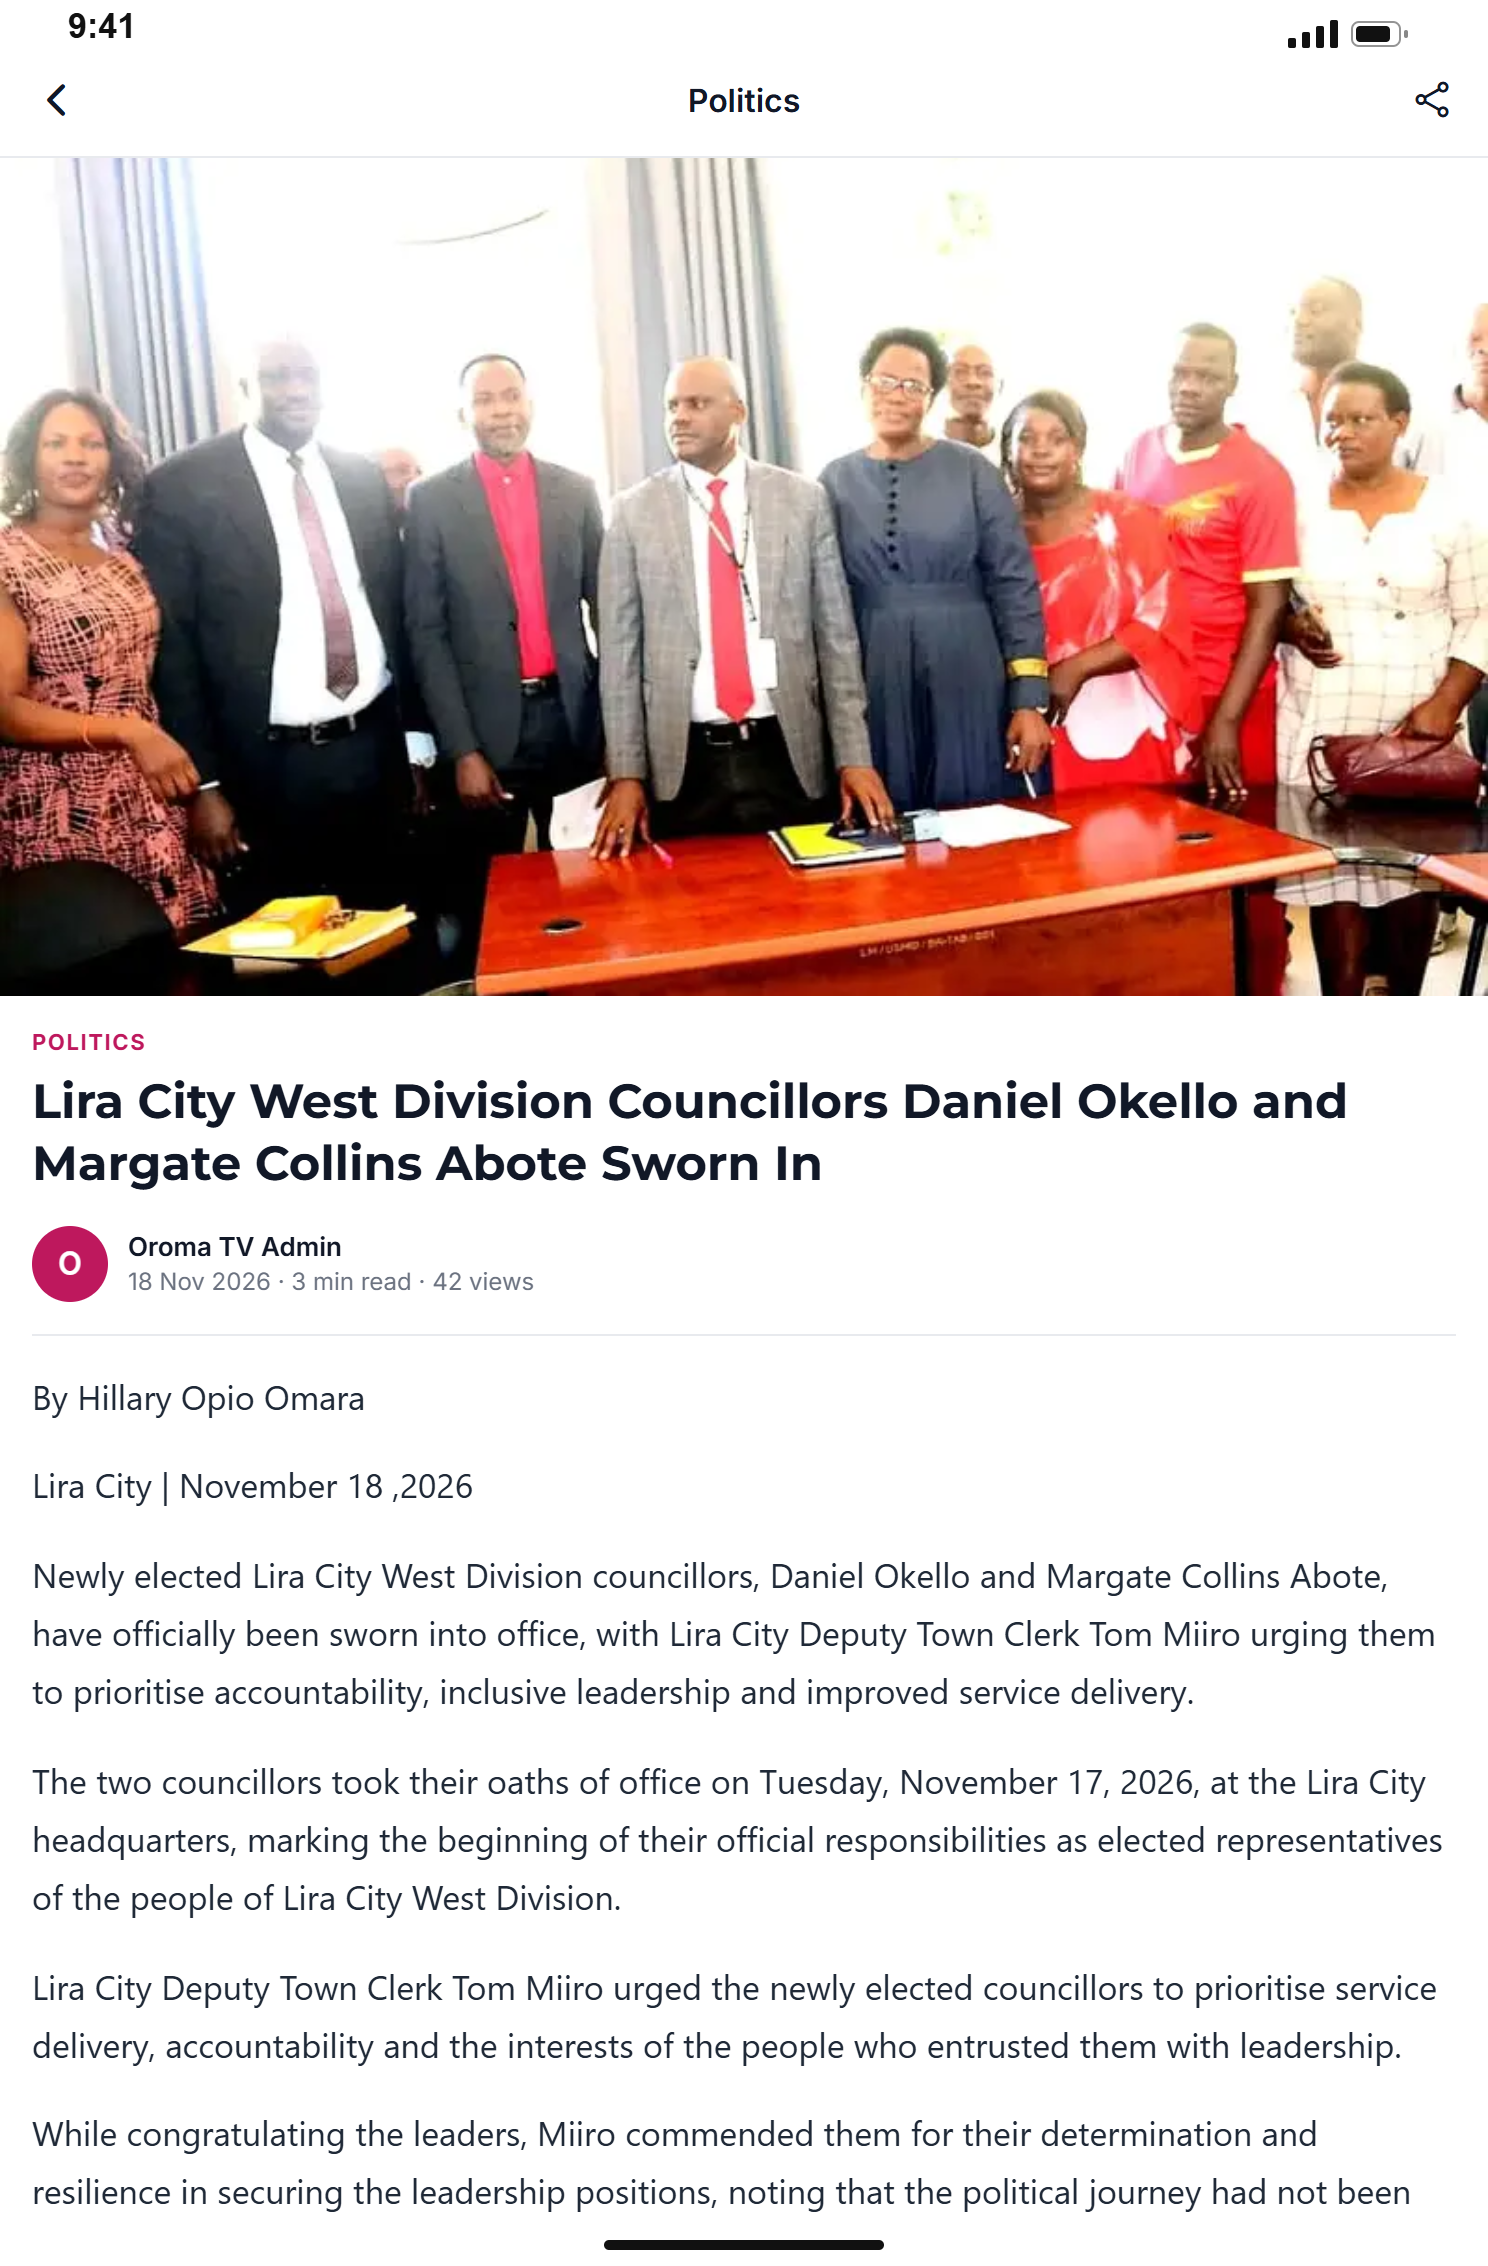 9:41
Politics
POLITICS
Lira City West Division Councillors Daniel Okello and
Margate Collins Abote Sworn In
O
Oroma TV Admin
18 Nov 2026 · 3 min read · 42 views
By Hillary Opio Omara
Lira City | November 18 ,2026
Newly elected Lira City West Division councillors, Daniel Okello and Margate Collins Abote,
have officially been sworn into office, with Lira City Deputy Town Clerk Tom Miiro urging them
to prioritise accountability, inclusive leadership and improved service delivery.
The two councillors took their oaths of office on Tuesday, November 17, 2026, at the Lira City
headquarters, marking the beginning of their official responsibilities as elected representatives
of the people of Lira City West Division.
Lira City Deputy Town Clerk Tom Miiro urged the newly elected councillors to prioritise service
delivery, accountability and the interests of the people who entrusted them with leadership.
While congratulating the leaders, Miiro commended them for their determination and
resilience in securing the leadership positions, noting that the political journey had not been